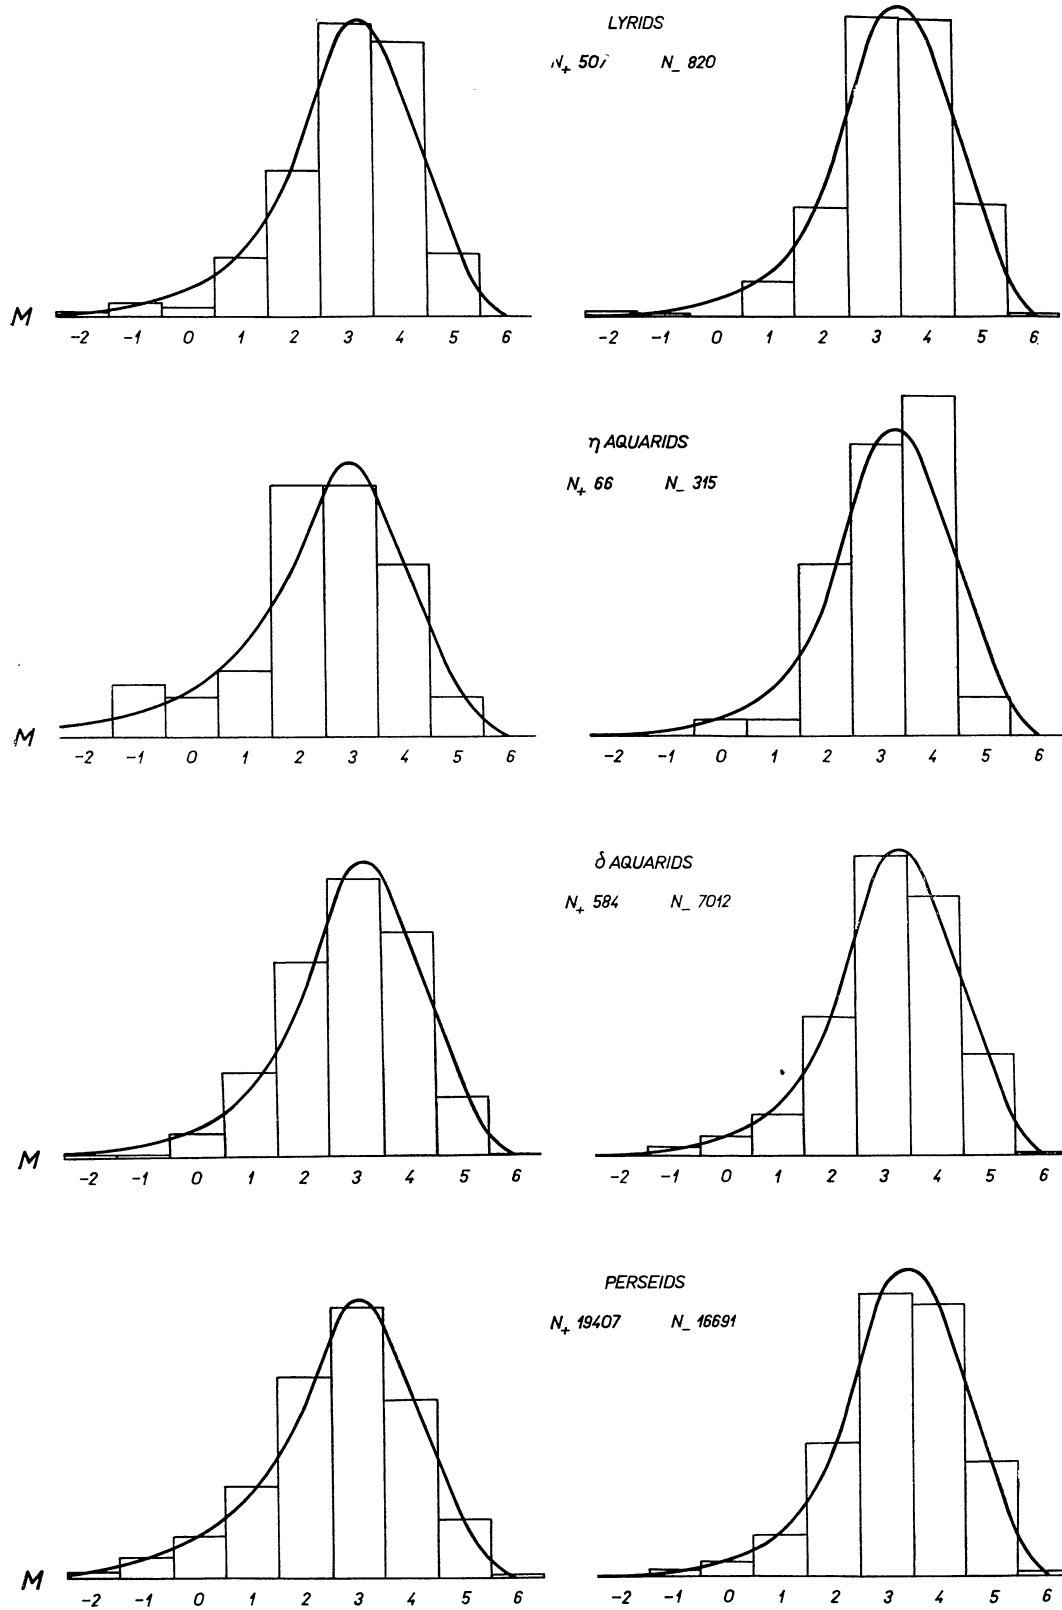 LYRIDS
N+ 507 N_ 820
M
-2 -1 0 1 2 3 4 5 6
-2 -1 0 1 2 3 4 5 6
η AQUARIDS
N+ 66 N_ 315
M
-2 -1 0 1 2 3 4 5 6
-2 -1 0 1 2 3 4 5 6
δ AQUARIDS
N+ 584 N_ 7012
M
-2 -1 0 1 2 3 4 5 6
-2 -1 0 1 2 3 4 5 6
PERSEIDS
N+ 19407 N_ 16691
M
-2 -1 0 1 2 3 4 5 6
-2 -1 0 1 2 3 4 5 6